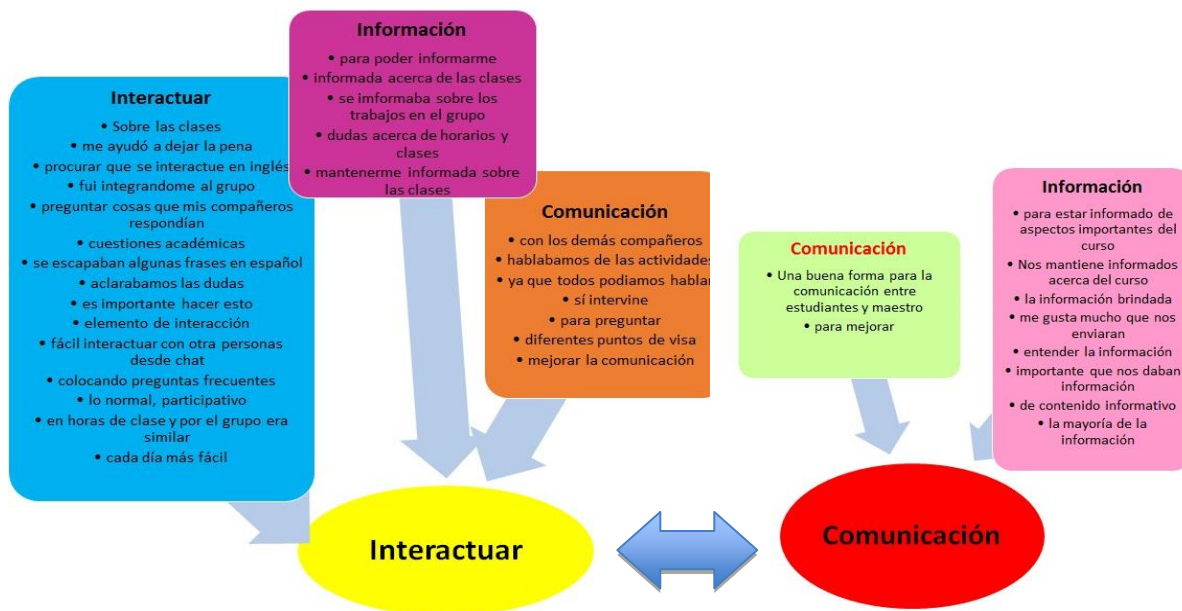 Interactuar
• Sobre las clases
• me ayudó a dejar la pena
• procurar que se interactue en inglés
• fui integrandome al grupo
• preguntar cosas que mis compañeros
respondían
• cuestiones académicas
• se escapaban algunas frases en español
• aclarabamos las dudas
• es importante hacer esto
• elemento de interacción
• fácil interactuar con otra personas
desde chat
• colocando preguntas frecuentes
• lo normal, participativo
• en horas de clase y por el grupo era
similar
• cada día más fácil
Información
• para poder informarme
• informada acerca de las clases
• se imformaba sobre los
trabajos en el grupo
• dudas acerca de horarios y
clases
• mantenerme informada sobre
las clases
Comunicación
• con los demás compañeros
• hablabamos de las actividades
• ya que todos podiamos hablar
• sí intervine
• para preguntar
• diferentes puntos de visa
• mejorar la comunicación
Comunicación
• Una buena forma para la
comunicación entre
estudiantes y maestro
• para mejorar
Información
• para estar informado de
aspectos importantes del
curso
• Nos mantiene informados
acerca del curso
• la información brindada
• me gusta mucho que nos
enviaran
• entender la información
• importante que nos daban
información
• de contenido informativo
• la mayoría de la
información
Interactuar
Comunicación